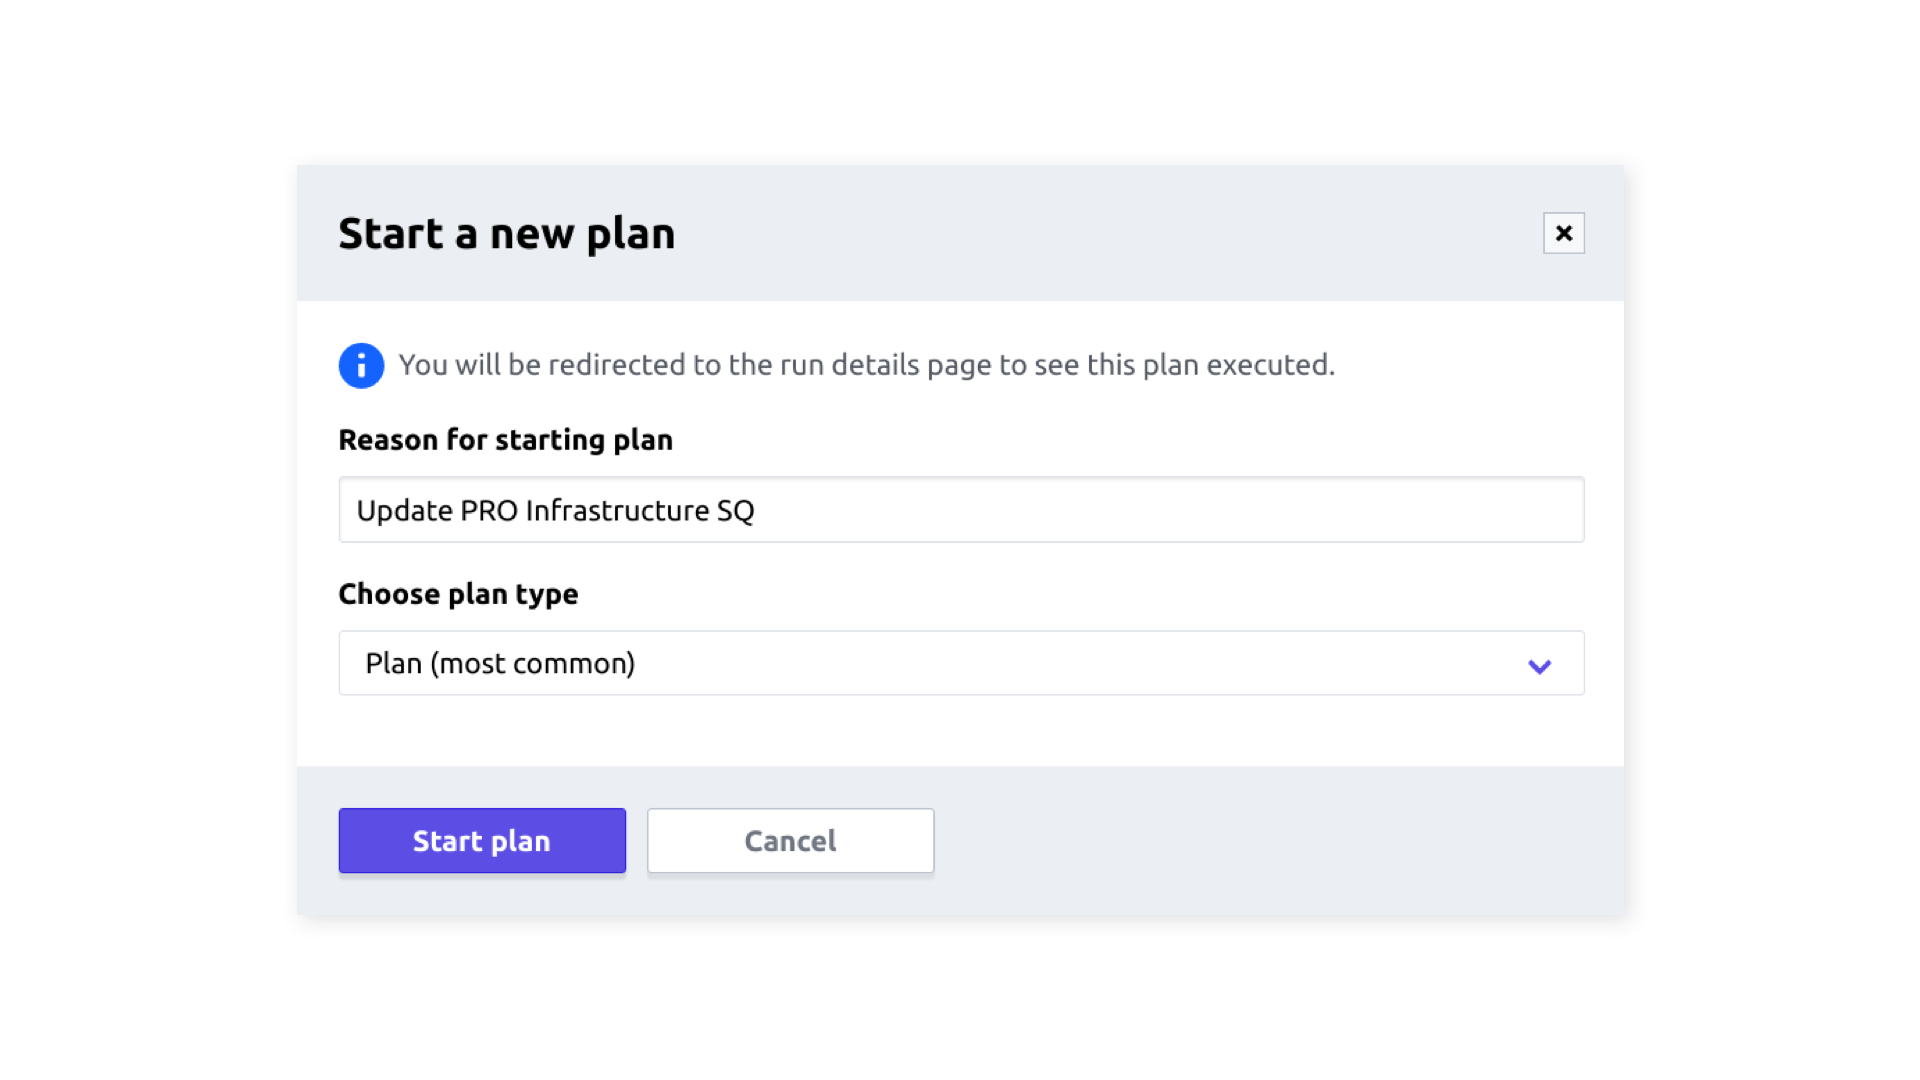 Start a new plan
You will be redirected to the run details page to see this plan executed.
Reason for starting plan
Update PRO Infrastructure SQ
Choose plan type
Plan (most common)
Start plan
Cancel